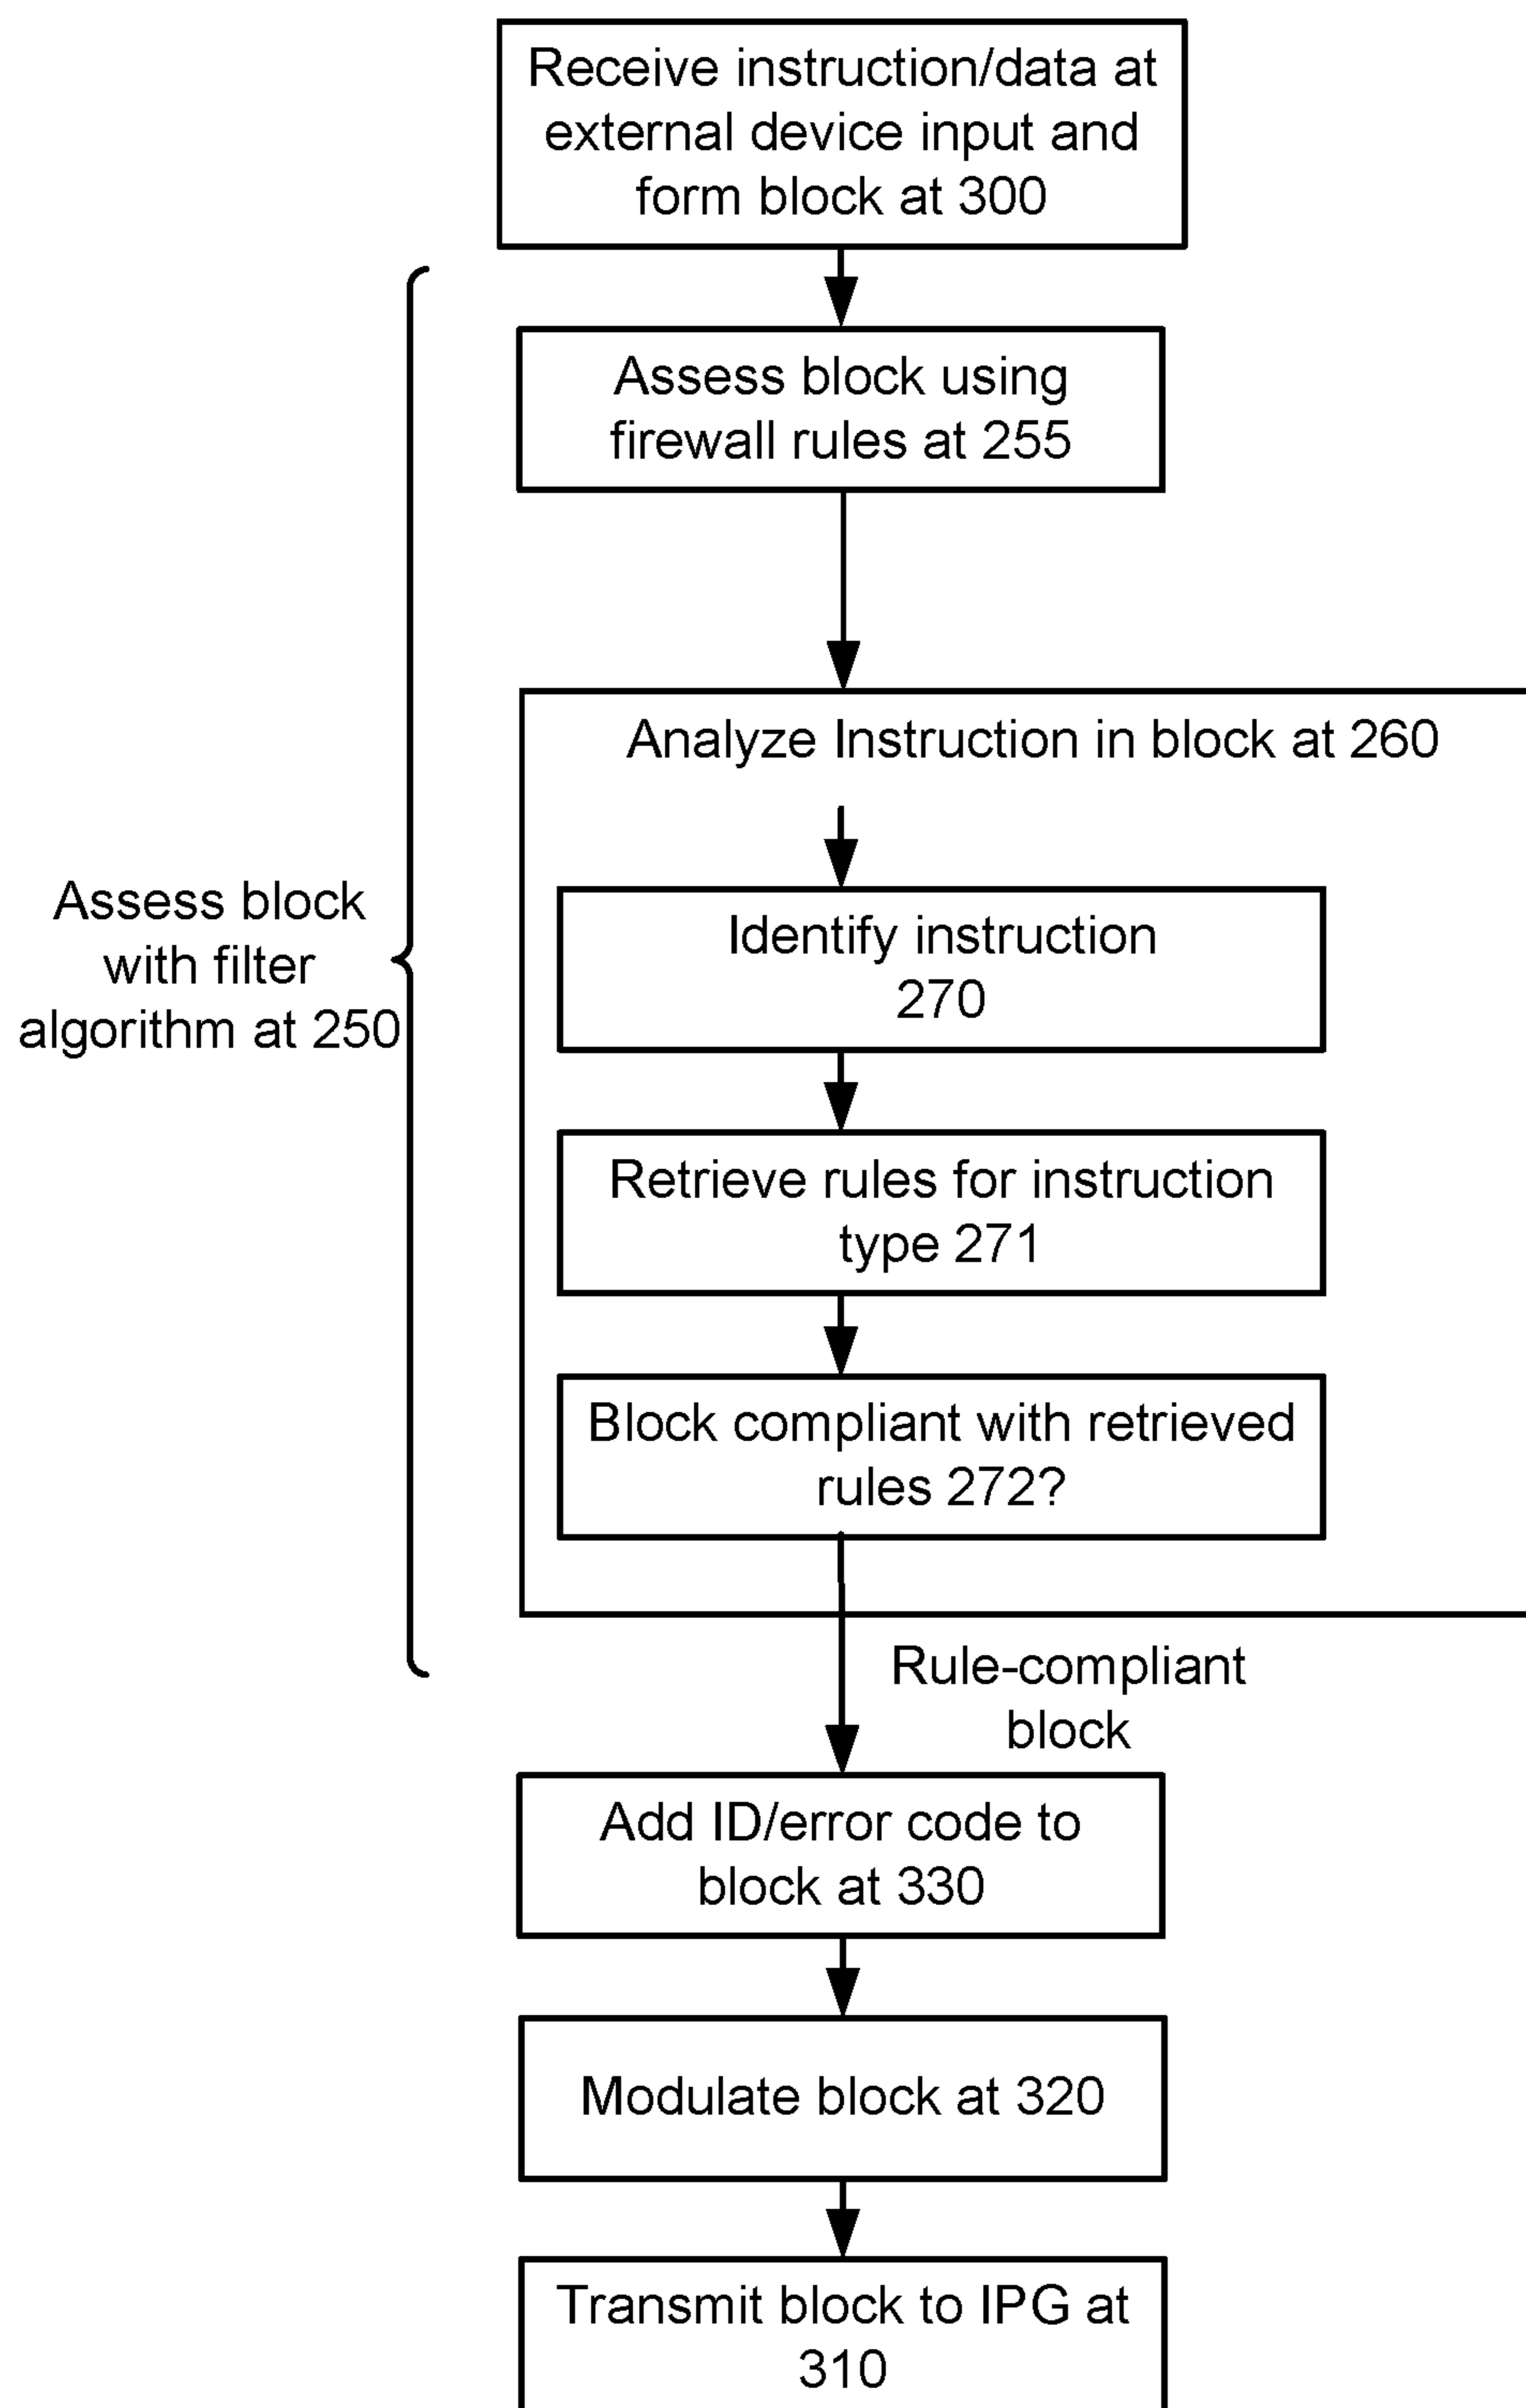 Receive instruction/data at
external device input and
form block at 300
Assess block using
firewall rules at 255
Analyze Instruction in block at 260
Identify instruction
270
Retrieve rules for instruction
type 271
Block compliant with retrieved
rules 272?
Assess block
with filter
algorithm at 250
Rule-compliant
block
Add ID/error code to
block at 330
Modulate block at 320
Transmit block to IPG at
310